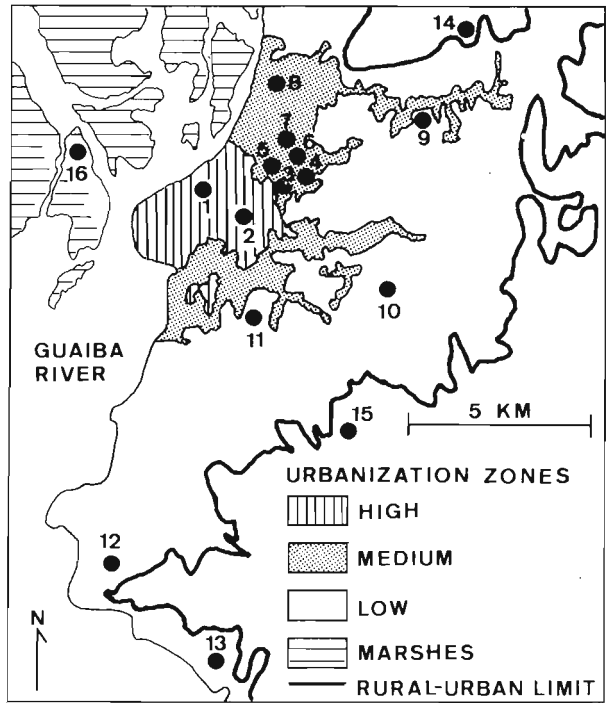 14
8
9
7
6
5
4
3
16
1
2
10
11
GUAIBA
RIVER
5 KM
15
URBANIZATION ZONES
HIGH
MEDIUM
12
LOW
N
13
MARSHES
RURAL-URBAN LIMIT